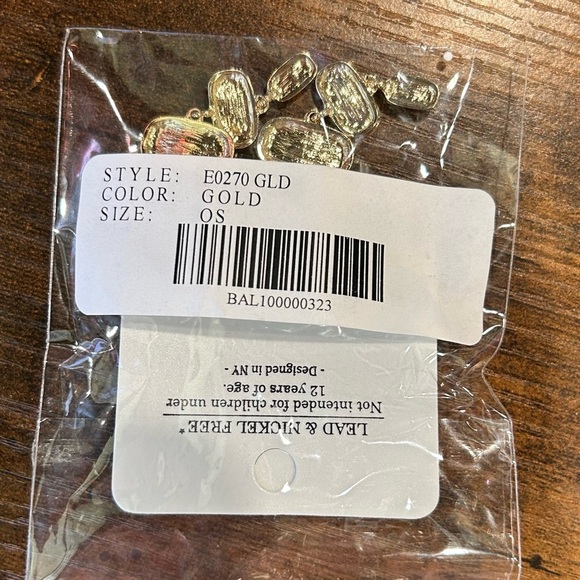 STYLE: E0270 GLD
COLOR: GOLD
SIZE: OS
BAL100000323
LEAD & NICKEL FREE*
Not intended for children under
12 years of age.
- Designed in NY -